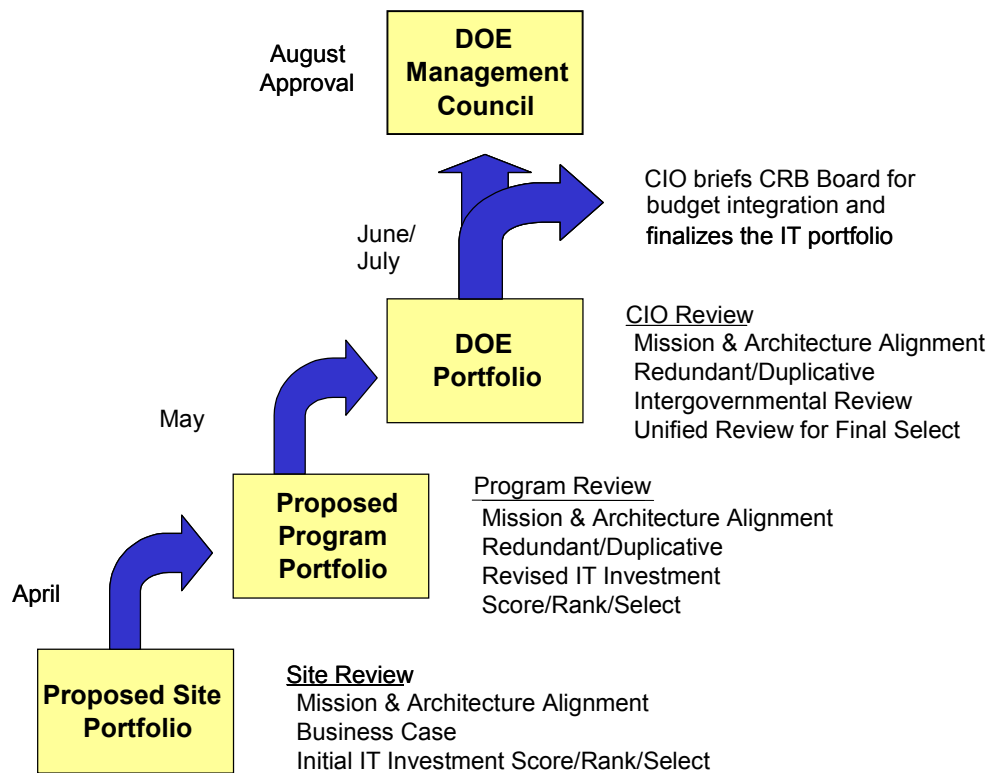 August
Approval
DOE
Management
Council
CIO briefs CRB Board for
budget integration and
finalizes the IT portfolio
June/
July
DOE
Portfolio
CIO Review
Mission & Architecture Alignment
Redundant/Duplicative
Intergovernmental Review
Unified Review for Final Select
May
Proposed
Program
Portfolio
Program Review
Mission & Architecture Alignment
Redundant/Duplicative
Revised IT Investment
Score/Rank/Select
April
Proposed Site
Portfolio
Site Review
Mission & Architecture Alignment
Business Case
Initial IT Investment Score/Rank/Select